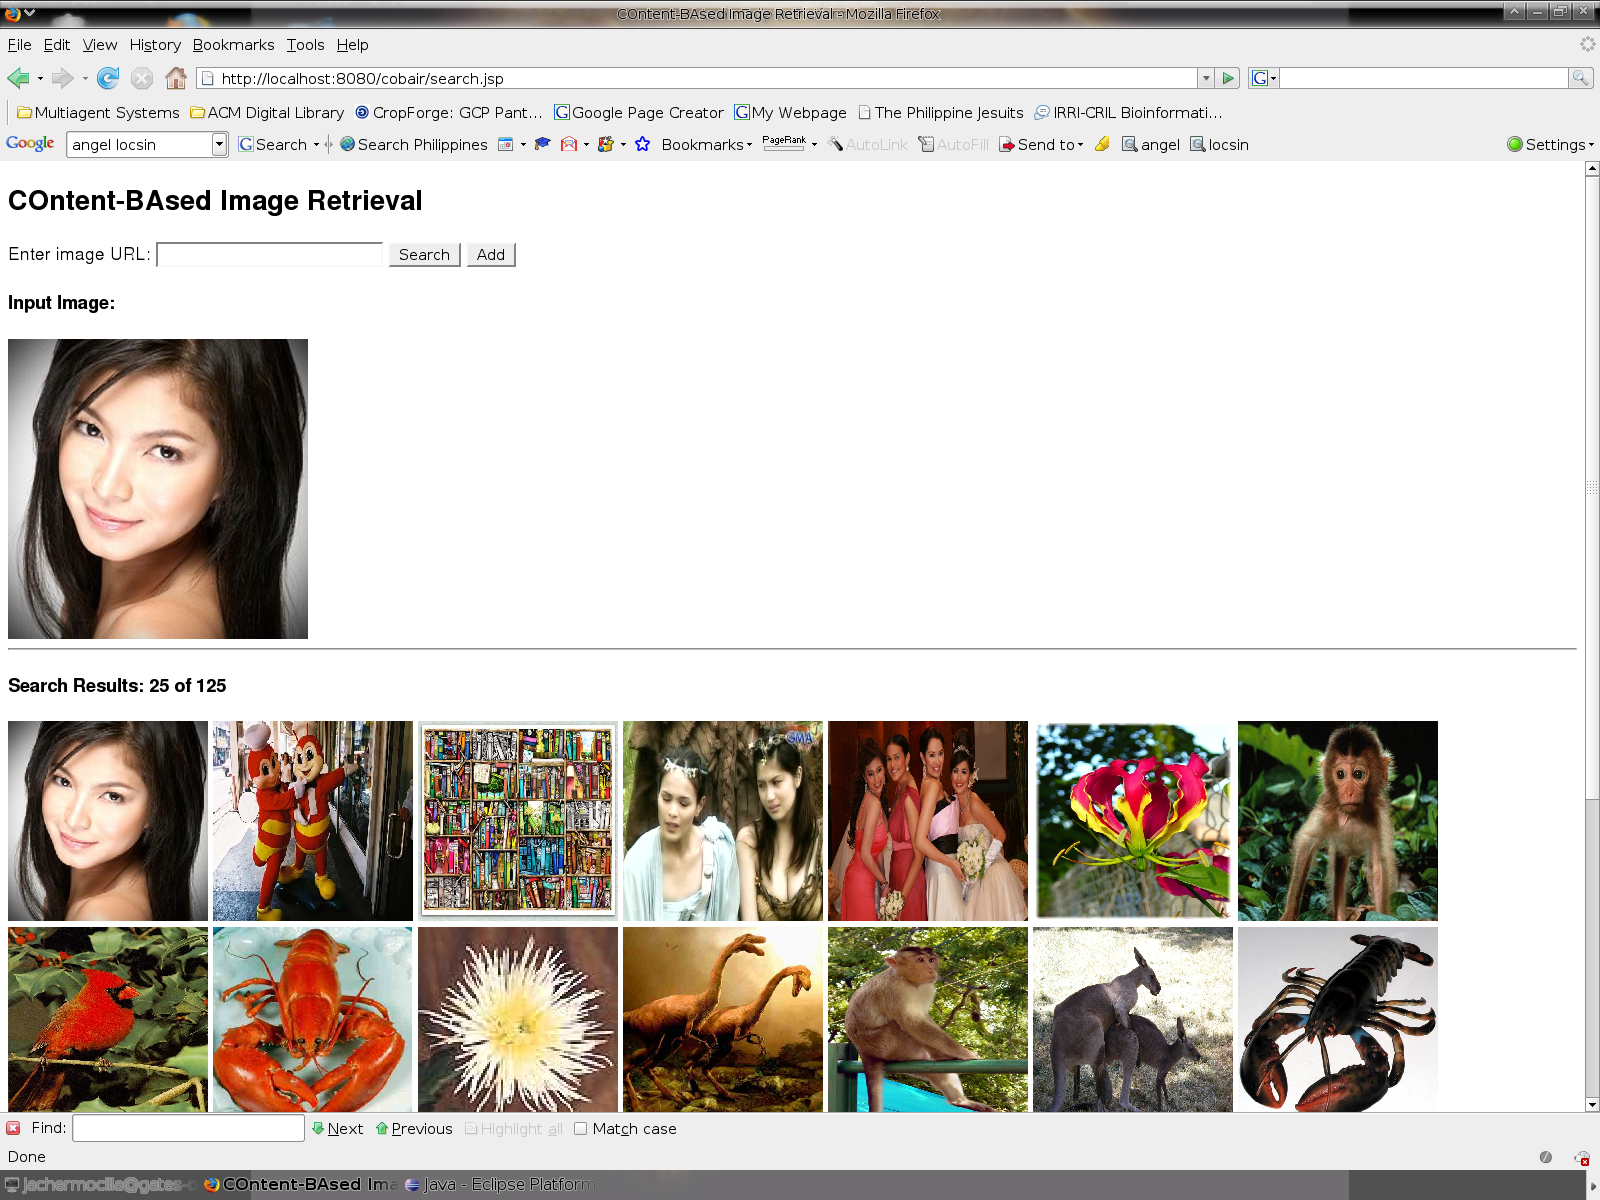 COntent-BAsed Image Retrieval - Mozilla Firefox
File Edit View History Bookmarks Tools Help
http://localhost:8080/cobair/search.jsp
G
Multiagent Systems ACM Digital Library CropForge: GCP Pant... Google Page Creator My Webpage The Philippine Jesuits IRRI-CRIL Bioinformati...
Google angel locsin Search Search Philippines Bookmarks PageRank AutoLink AutoFill Send to angel locsin Settings
COntent-BAsed Image Retrieval
Enter image URL: Search Add
Input Image:
Search Results: 25 of 125
GMA
Find: Next Previous Highlight all Match case
Done
jachermocilla@gates- COntent-BAsed Ima Java - Eclipse Platform